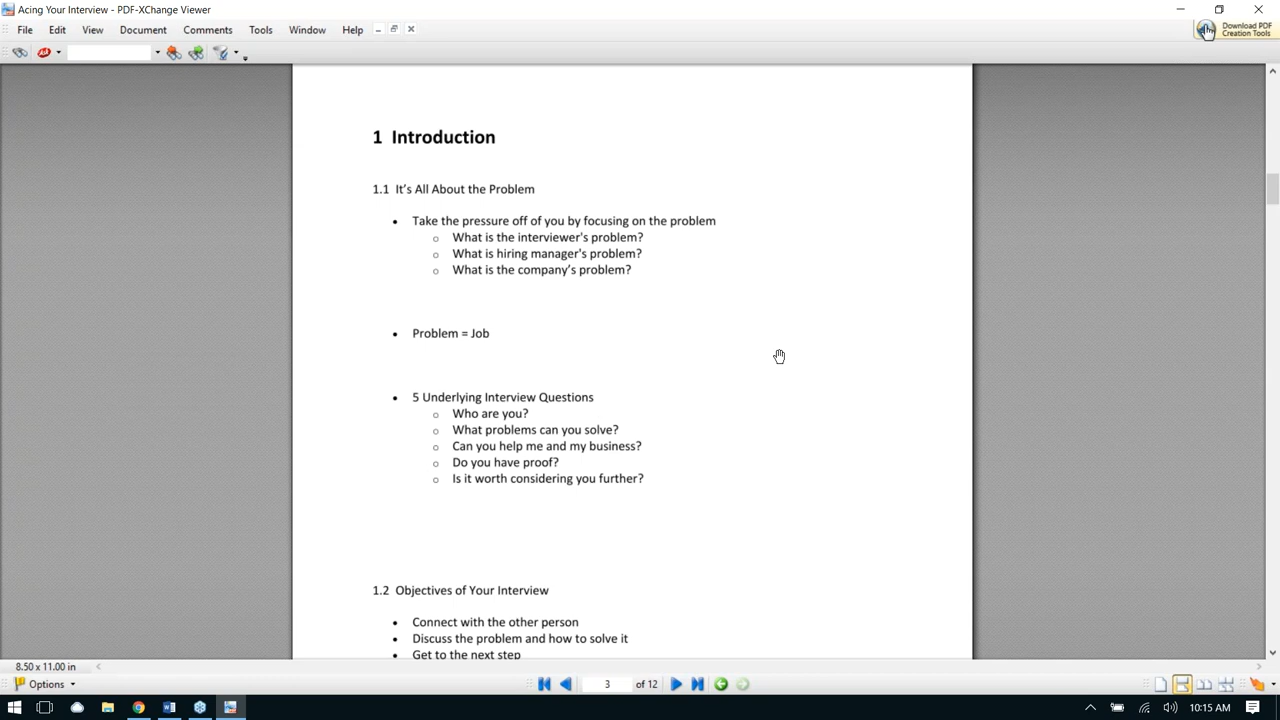 Acing Your Interview - PDF-XChange Viewer
File Edit View Document Comments Tools Window Help
Download PDF
Creation Tools
1 Introduction
1.1 It’s All About the Problem
• Take the pressure off of you by focusing on the problem
o What is the interviewer's problem?
o What is hiring manager's problem?
o What is the company’s problem?
• Problem = Job
• 5 Underlying Interview Questions
o Who are you?
o What problems can you solve?
o Can you help me and my business?
o Do you have proof?
o Is it worth considering you further?
1.2 Objectives of Your Interview
• Connect with the other person
• Discuss the problem and how to solve it
• Get to the next step
8.50 x 11.00 in
Options
3 of 12
10:15 AM